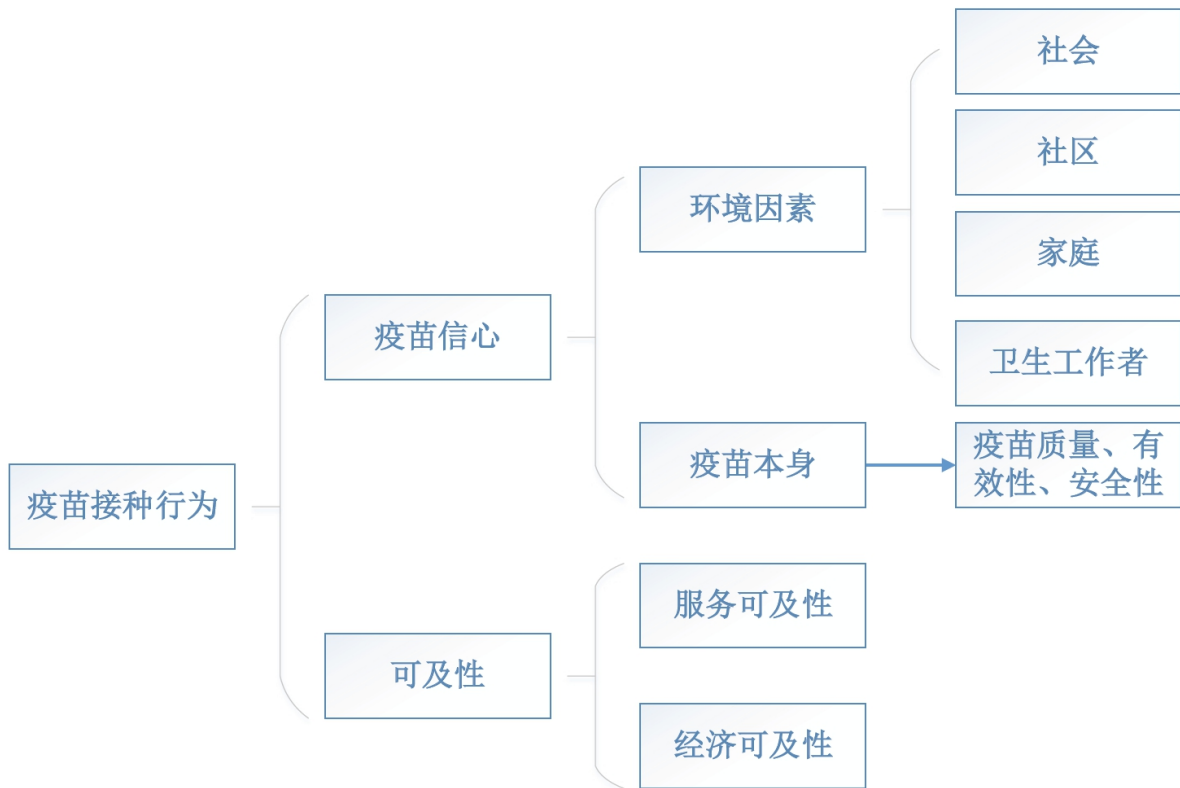 社会
社区
环境因素
家庭
疫苗信心
卫生工作者
疫苗本身
疫苗质量、有
效性、安全性
疫苗接种行为
服务可及性
可及性
经济可及性